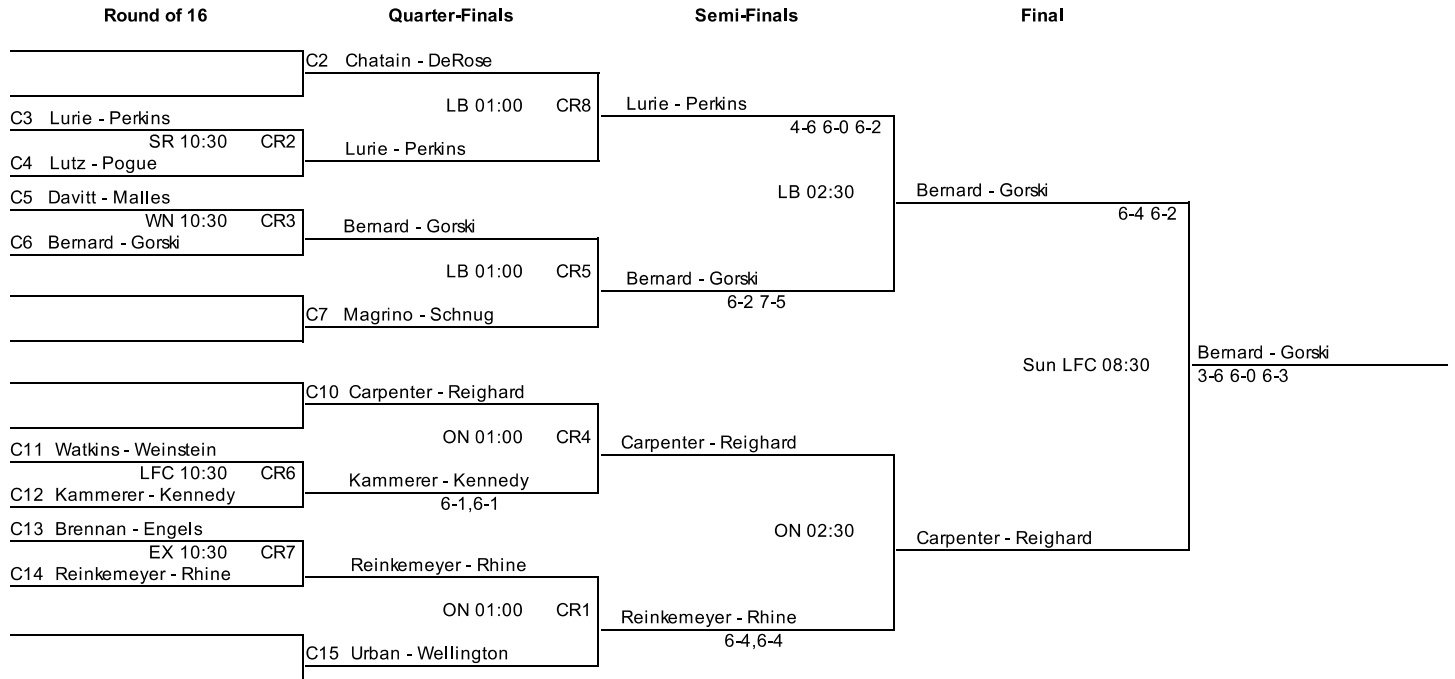 Round of 16 Quarter-Finals Semi-Finals Final
C2 Chatain - DeRose
LB 01:00 CR8
Lurie - Perkins
4-6 6-0 6-2
C3 Lurie - Perkins
SR 10:30 CR2
Lurie - Perkins
C4 Lutz - Pogue
C5 Davitt - Malles
LB 02:30
Bernard - Gorski
6-4 6-2
WN 10:30 CR3
Bernard - Gorski
C6 Bernard - Gorski
LB 01:00 CR5
Bernard - Gorski
6-2 7-5
C7 Magrino - Schnug
Sun LFC 08:30
Bernard - Gorski
3-6 6-0 6-3
C10 Carpenter - Reighard
ON 01:00 CR4
Carpenter - Reighard
C11 Watkins - Weinstein
LFC 10:30 CR6
Kammerer - Kennedy
6-1,6-1
C12 Kammerer - Kennedy
C13 Brennan - Engels
ON 02:30
Carpenter - Reighard
EX 10:30 CR7
Reinkemeyer - Rhine
C14 Reinkemeyer - Rhine
ON 01:00 CR1
Reinkemeyer - Rhine
6-4,6-4
C15 Urban - Wellington